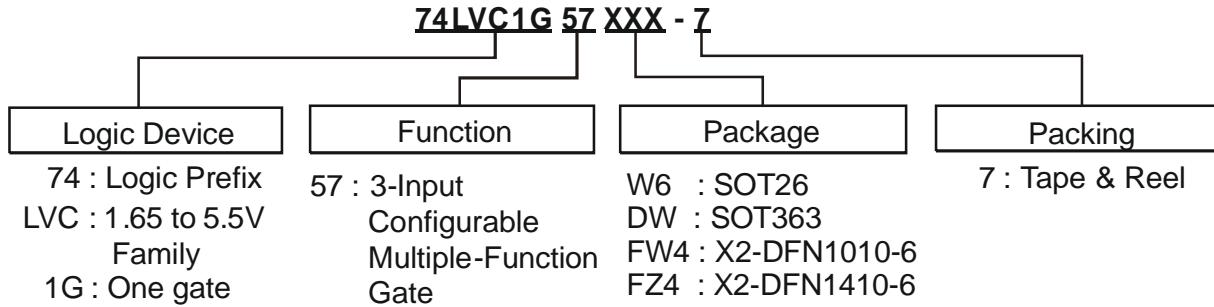 74LVC1G 57 XXX - 7
Logic Device
74 : Logic Prefix
LVC : 1.65 to 5.5V
Family
1G : One gate
Function
57 : 3-Input
Configurable
Multiple-Function
Gate
Package
W6 : SOT26
DW : SOT363
FW4 : X2-DFN1010-6
FZ4 : X2-DFN1410-6
Packing
7 : Tape & Reel